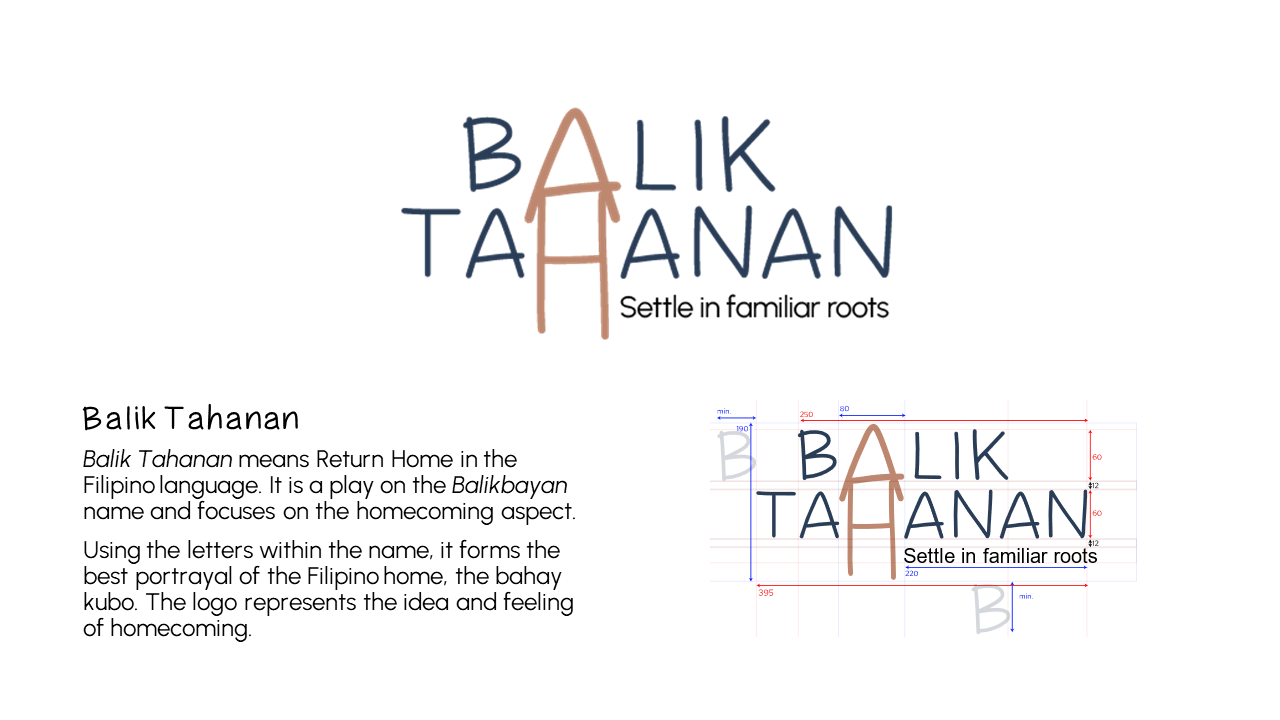 BALIK
TAHANAN
Settle in familiar roots
Balik Tahanan
Balik Tahanan means Return Home in the
Filipino language. It is a play on the Balikbayan
name and focuses on the homecoming aspect.
Using the letters within the name, it forms the
best portrayal of the Filipino home, the bahay
kubo. The logo represents the idea and feeling
of homecoming.
min.
80
250
190
B
BALIK
60
12
TAHANAN
60
12
Settle in familiar roots
220
395
B
min.